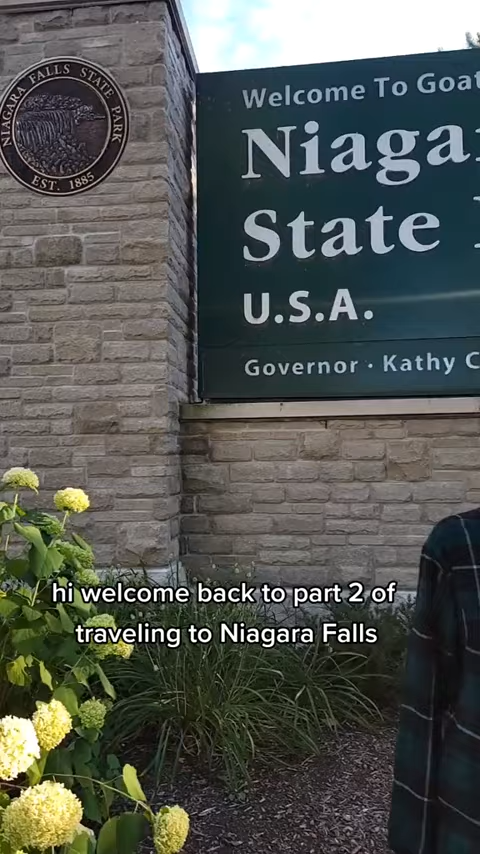 NIAGARA FALLS STATE PARK
EST. 1885
Welcome To Goat
Niaga
State
U.S.A.
Governor · Kathy C
hi welcome back to part 2 of
traveling to Niagara Falls